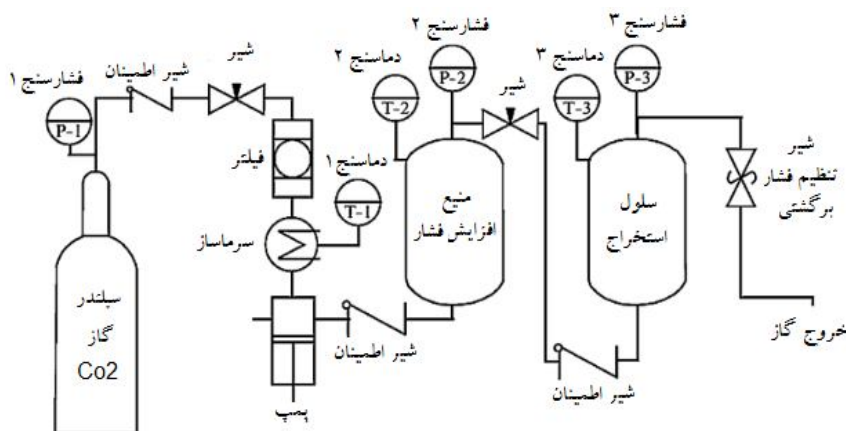 فشارسنج ۱
P-1
شیر اطمینان
شیر
فیلتر
دماسنج ۱
T-1
سرماساز
سیلندر
گاز
Co2
پمپ
شیر اطمینان
دماسنج ۲
T-2
فشارسنج ۲
P-2
منبع
افزایش فشار
شیر
شیر اطمینان
دماسنج ۳
T-3
فشارسنج ۳
P-3
سلول
استخراج
شیر
تنظیم فشار
برگشتی
خروج گاز